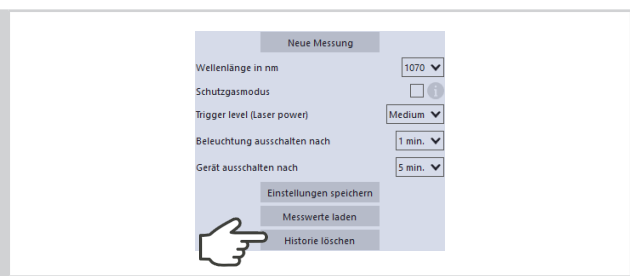 Neue Messung
Wellenlänge in nm 1070
Schutzgasmodus i
Trigger level (Laser power) Medium
Beleuchtung ausschalten nach 1 min.
Gerät ausschalten nach 5 min.
Einstellungen speichern
Messwerte laden
Historie löschen